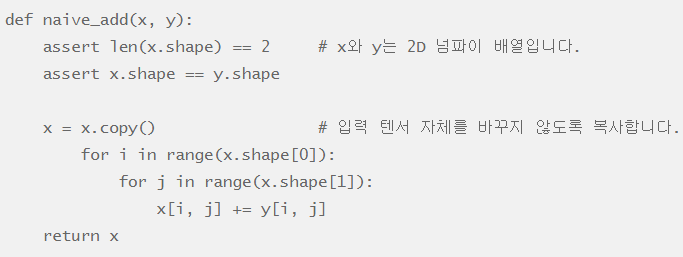 def naive_add(x, y):
    assert len(x.shape) == 2     # x와 y는 2D 넘파이 배열입니다.
    assert x.shape == y.shape

    x = x.copy()                 # 입력 텐서 자체를 바꾸지 않도록 복사합니다.
        for i in range(x.shape[0]):
            for j in range(x.shape[1]):
                x[i, j] += y[i, j]
    return x